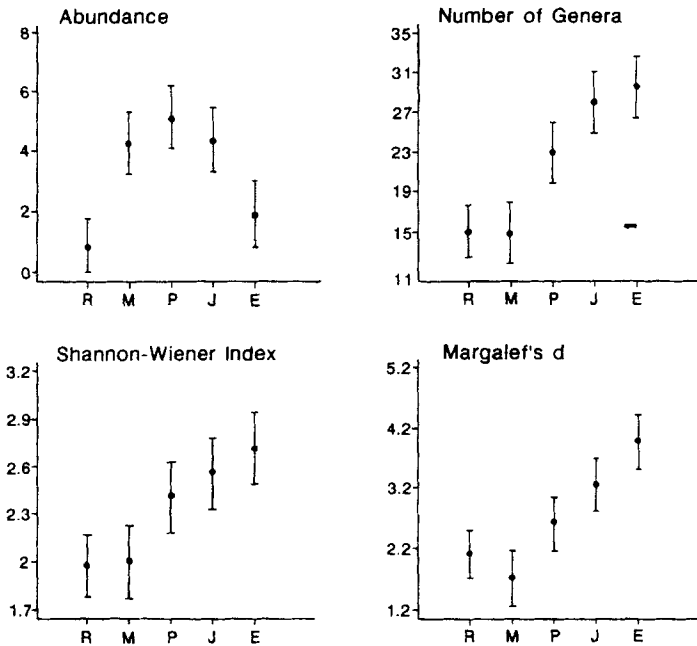 Abundance
8
6
4
2
0
R M P J E
Number of Genera
35
31
27
23
19
15
11
R M P J E
Shannon-Wiener Index
3.2
2.9
2.6
2.3
2
1.7
R M P J E
Margalef's d
5.2
4.2
3.2
2.2
1.2
R M P J E